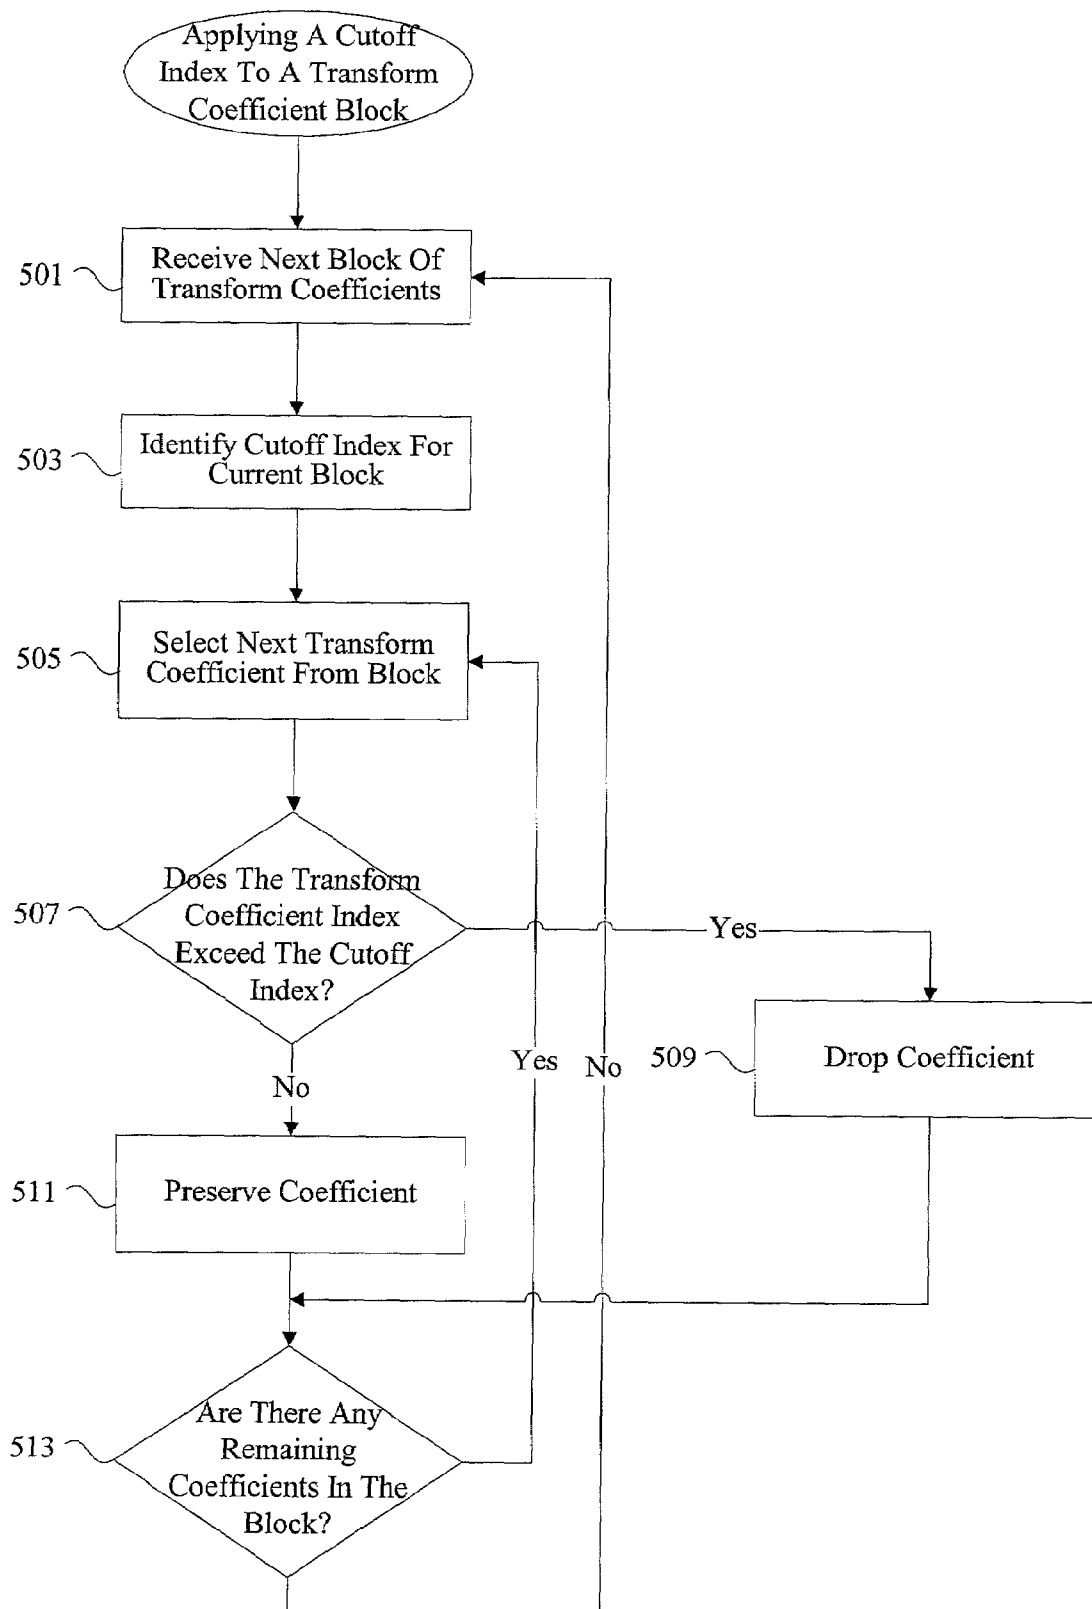 Applying A Cutoff
Index To A Transform
Coefficient Block
501
Receive Next Block Of
Transform Coefficients
503
Identify Cutoff Index For
Current Block
505
Select Next Transform
Coefficient From Block
507
Does The Transform
Coefficient Index
Exceed The Cutoff
Index?
Yes
No
Yes
No
509
Drop Coefficient
511
Preserve Coefficient
513
Are There Any
Remaining
Coefficients In The
Block?